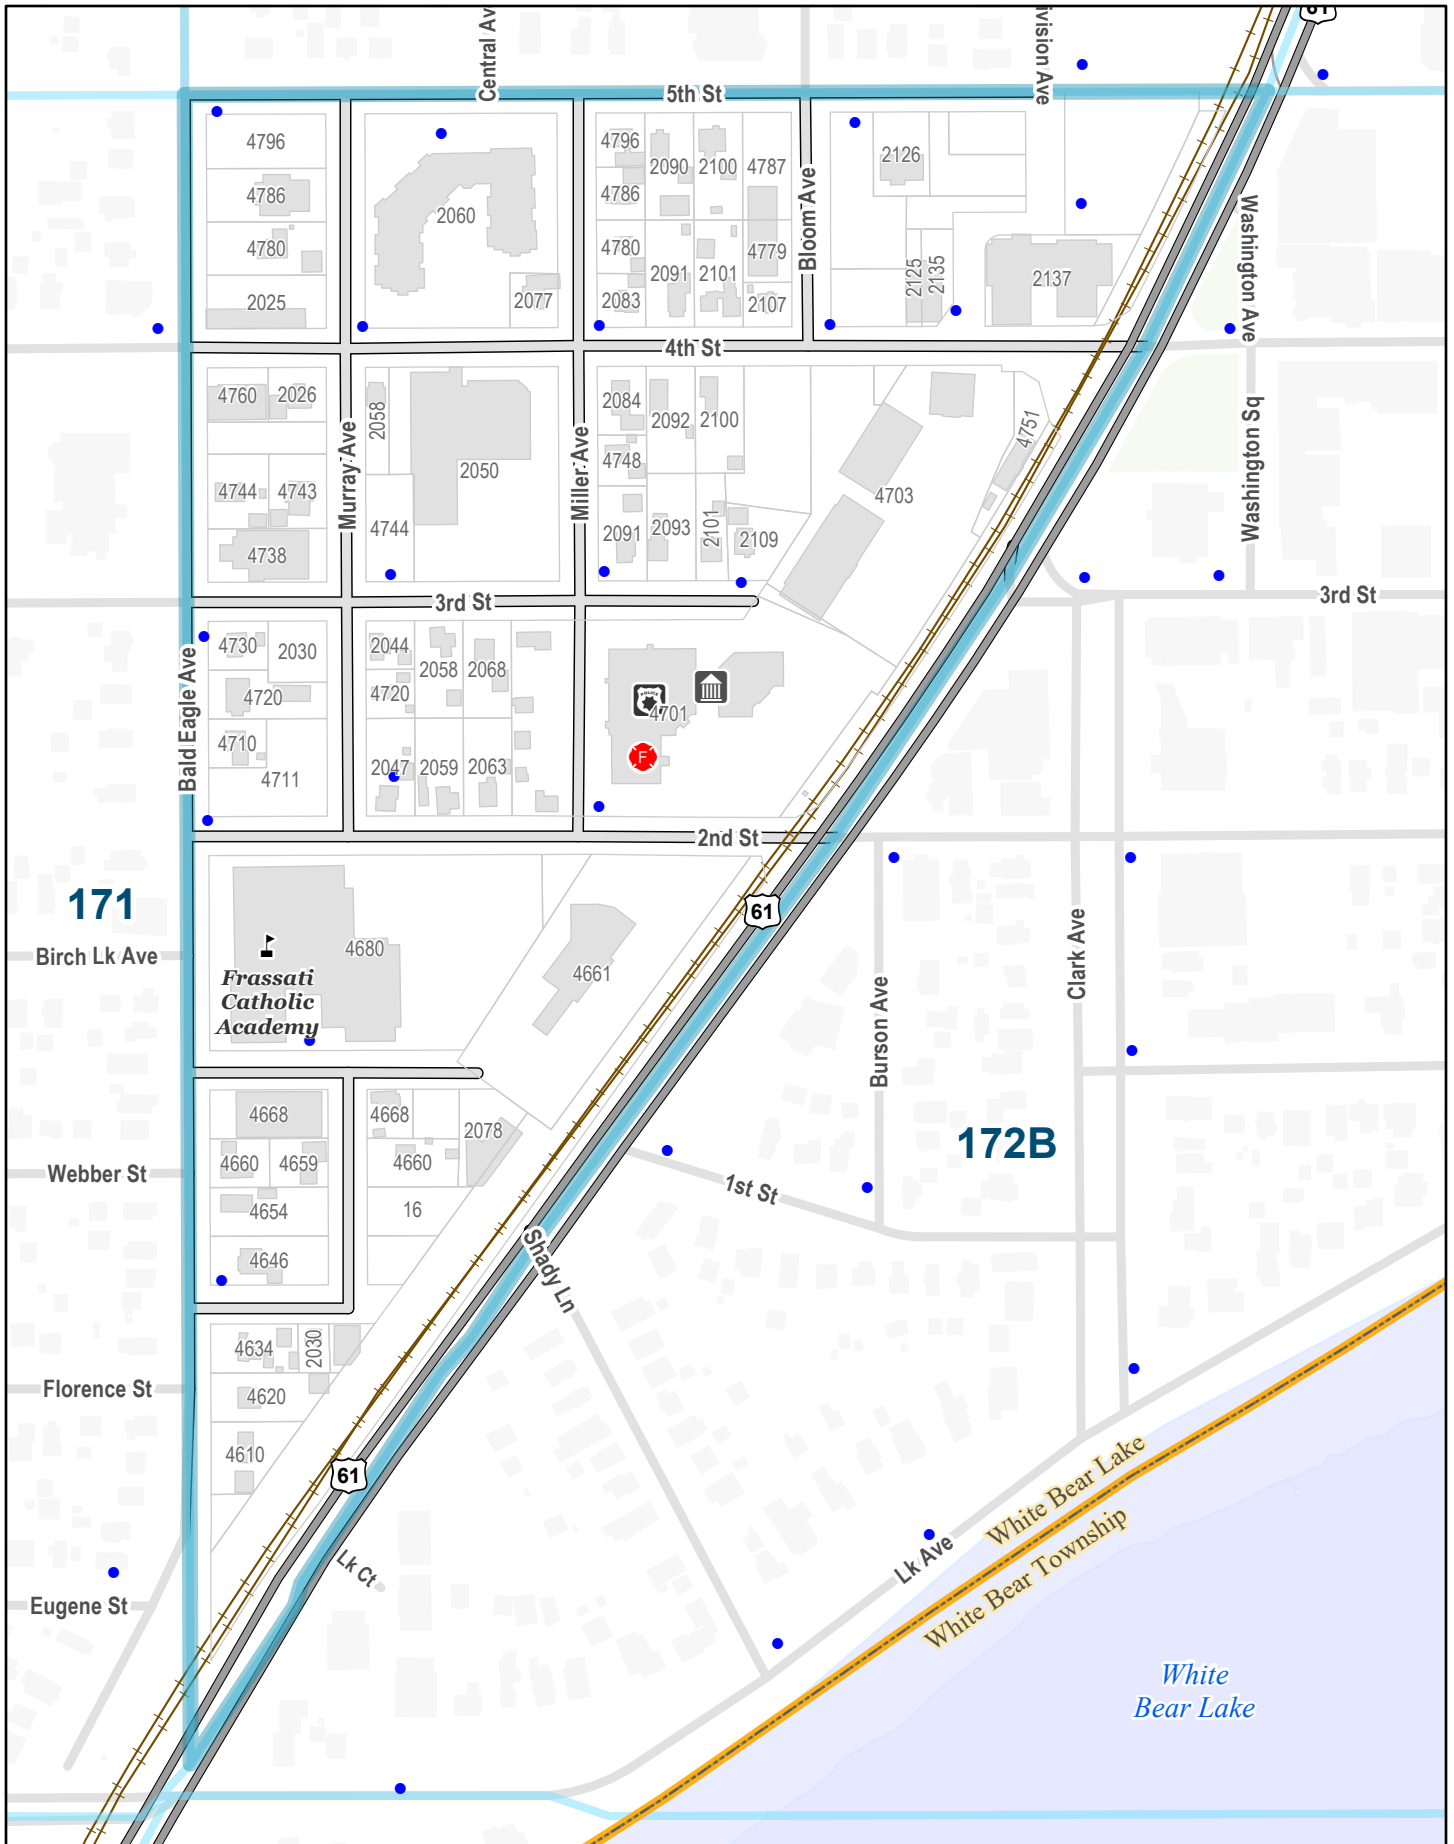 Central Av
ivision Ave
61
5th St
4796
4796
2090
2100
4787
2126
4786
4786
2060
Bloom Ave
Washington Ave
4780
4780
2091
2101
4779
2125
2135
2137
2025
2077
2083
2107
4th St
4760
2026
2058
2084
2092
2100
4751
Murray Ave
2050
Miller Ave
4748
Washington Sq
4744
4743
4703
4744
2091
2093
2101
2109
4738
3rd St
3rd St
4730
2030
2044
2058
2068
4720
4720
POLICE
4701
Bald Eagle Ave
4710
4711
2047
2059
2063
F
2nd St
171
61
Birch Lk Ave
4680
4661
Clark Ave
Frassati
Catholic
Academy
Burson Ave
4668
4668
2078
172B
4660
4659
4660
Webber St
1st St
4654
16
4646
Shady Ln
4634
2030
Florence St
4620
4610
61
White Bear Lake
White Bear Township
Lk Ave
Lk Ct
Eugene St
White
Bear Lake